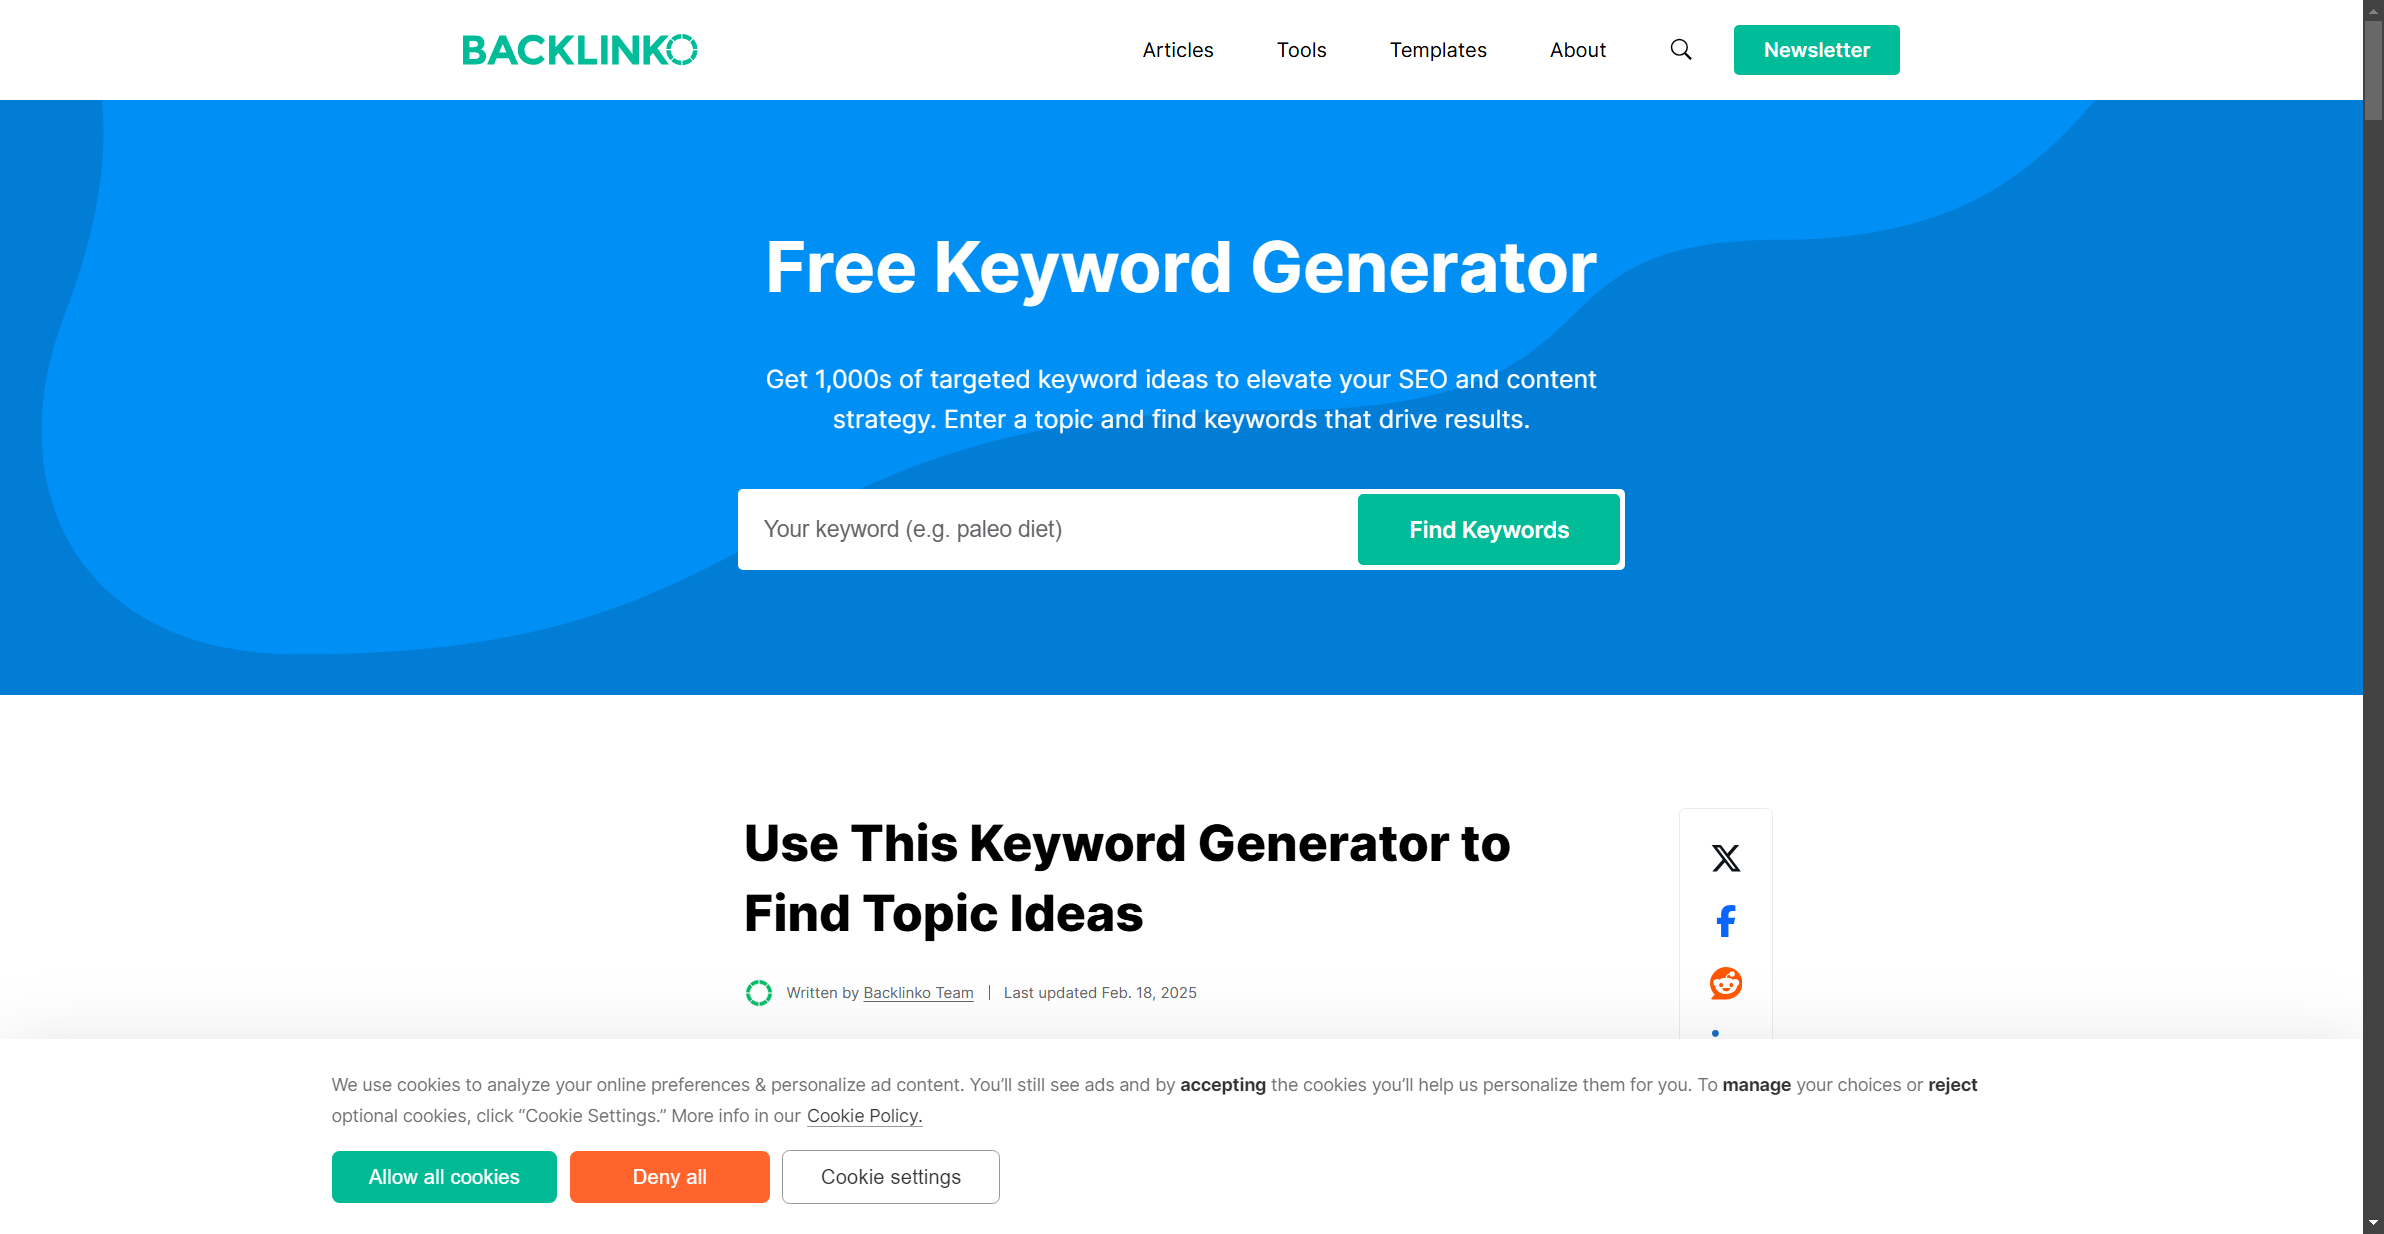 BACKLINKO
Articles
Tools
Templates
About
Newsletter
Free Keyword Generator
Get 1,000s of targeted keyword ideas to elevate your SEO and content
strategy. Enter a topic and find keywords that drive results.
Your keyword (e.g. paleo diet)
Find Keywords
Use This Keyword Generator to
Find Topic Ideas
Written by Backlinko Team | Last updated Feb. 18, 2025
We use cookies to analyze your online preferences & personalize ad content. You’ll still see ads and by accepting the cookies you’ll help us personalize them for you. To manage your choices or reject
optional cookies, click “Cookie Settings.” More info in our Cookie Policy.
Allow all cookies
Deny all
Cookie settings